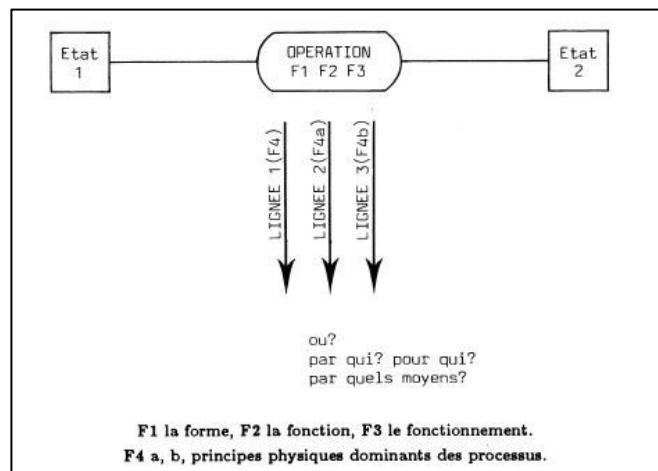 Etat
1
OPERATION
F1 F2 F3
Etat
2
LIGNEE 1(F4)
LIGNEE 2(F4a)
LIGNEE 3(F4b)
ou?
par qui? pour qui?
par quels moyens?
F1 la forme, F2 la fonction, F3 le fonctionnement.
F4 a, b, principes physiques dominants des processus.